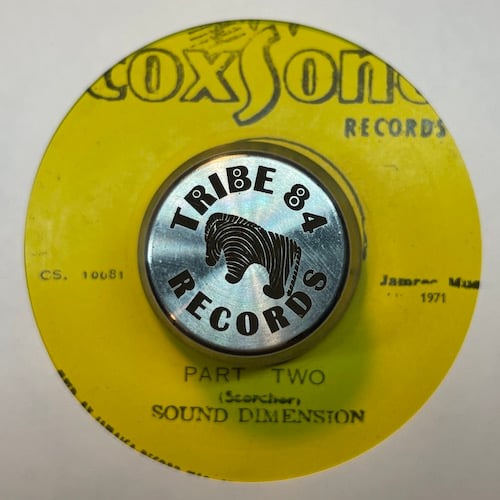 coxSone
RECORDS
TRIBE 84
RECORDS
CS. 10081
Jamrec Mus
1971
PART TWO
(Scorcher)
SOUND DIMENSION